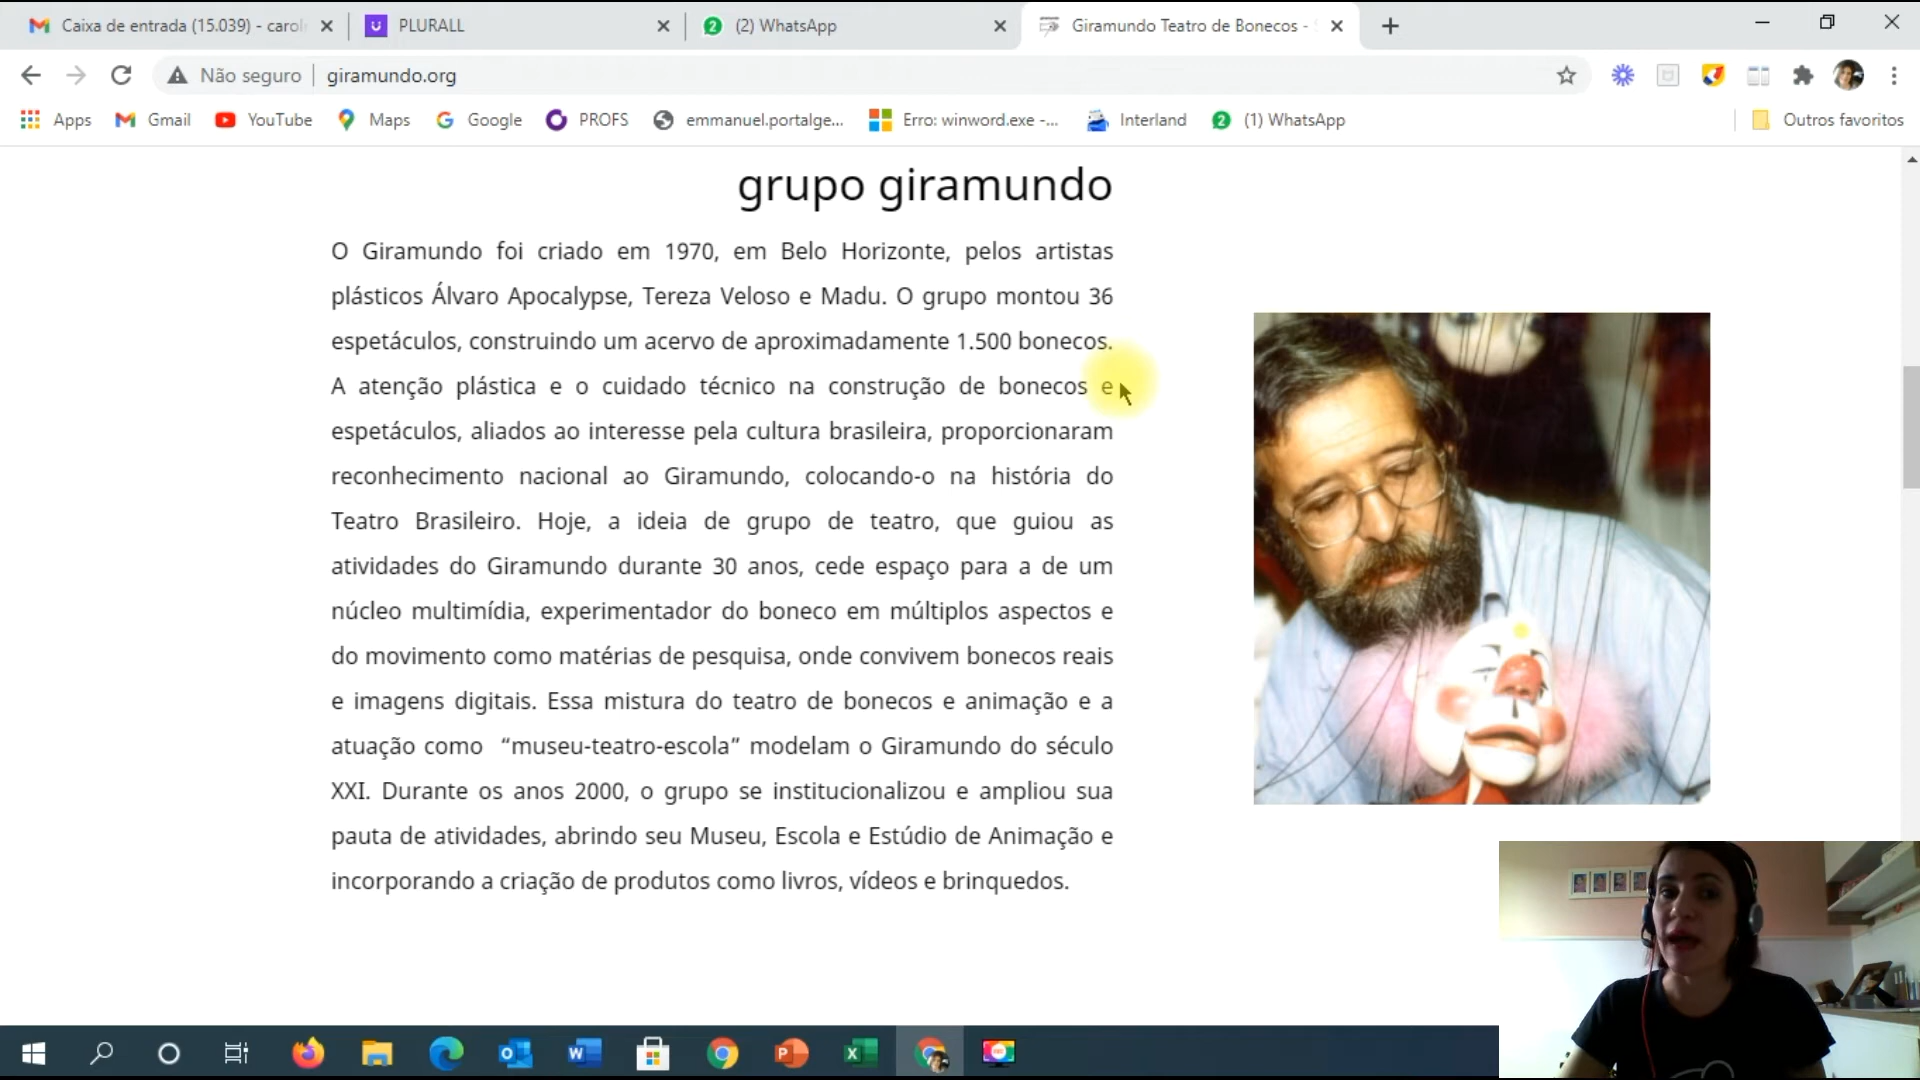 Caixa de entrada (15.039) - caroli
PLURALL
(2) WhatsApp
Giramundo Teatro de Bonecos -
Não seguro
giramundo.org
Apps
Gmail
YouTube
Maps
Google
PROFS
emmanuel.portalge...
Erro: winword.exe -...
Interland
(1) WhatsApp
Outros favoritos
grupo giramundo
O Giramundo foi criado em 1970, em Belo Horizonte, pelos artistas
plásticos Álvaro Apocalypse, Tereza Veloso e Madu. O grupo montou 36
espetáculos, construindo um acervo de aproximadamente 1.500 bonecos.
A atenção plástica e o cuidado técnico na construção de bonecos e
espetáculos, aliados ao interesse pela cultura brasileira, proporcionaram
reconhecimento nacional ao Giramundo, colocando-o na história do
Teatro Brasileiro. Hoje, a ideia de grupo de teatro, que guiou as
atividades do Giramundo durante 30 anos, cede espaço para a de um
núcleo multimídia, experimentador do boneco em múltiplos aspectos e
do movimento como matérias de pesquisa, onde convivem bonecos reais
e imagens digitais. Essa mistura do teatro de bonecos e animação e a
atuação como “museu-teatro-escola” modelam o Giramundo do século
XXI. Durante os anos 2000, o grupo se institucionalizou e ampliou sua
pauta de atividades, abrindo seu Museu, Escola e Estúdio de Animação e
incorporando a criação de produtos como livros, vídeos e brinquedos.